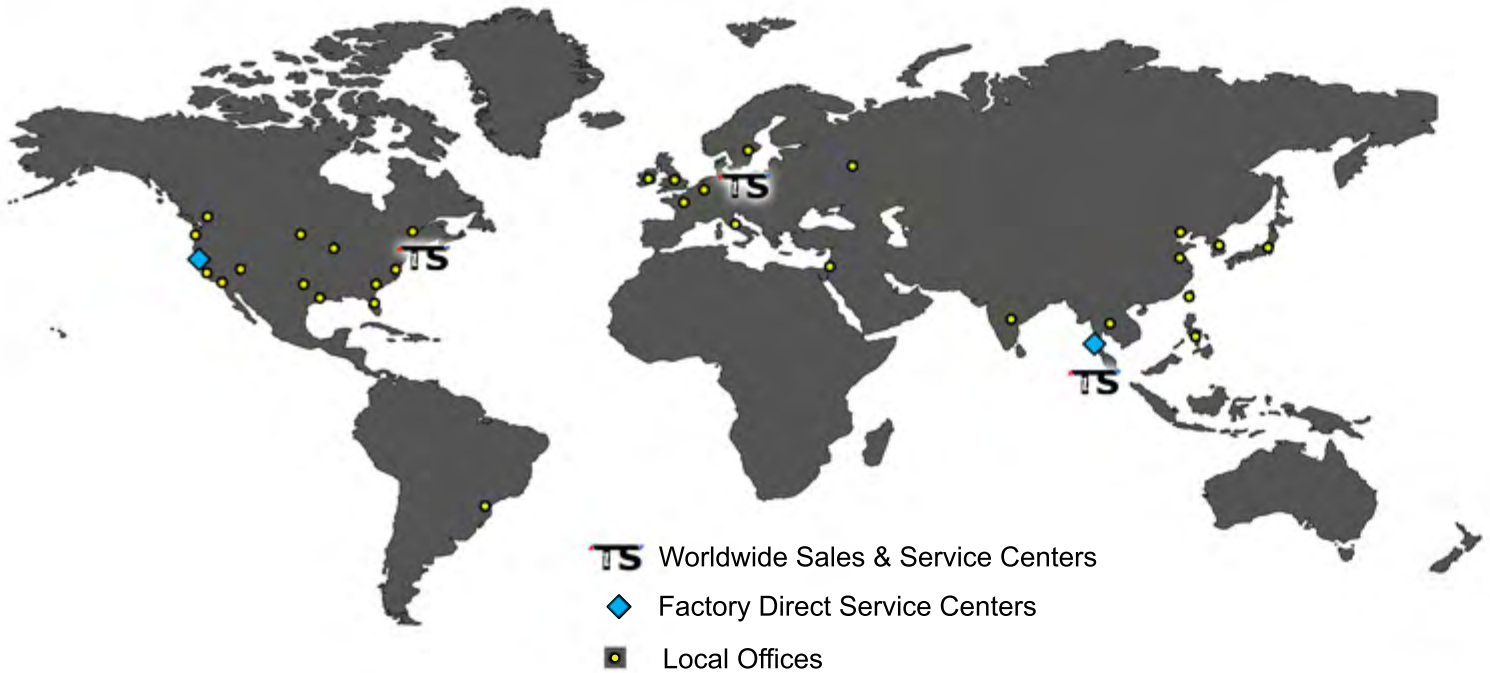 TS
TS
TS
TS Worldwide Sales & Service Centers
Factory Direct Service Centers
Local Offices